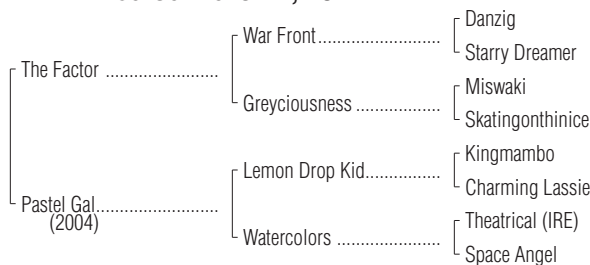 Danzig
War Front........................
Starry Dreamer
The Factor ......................
Miswaki
Greyciousness .................
Skatingonthinice
Kingmambo
Lemon Drop Kid...............
Charming Lassie
Pastel Gal........................
(2004)
Theatrical (IRE)
Watercolors ....................
Space Angel